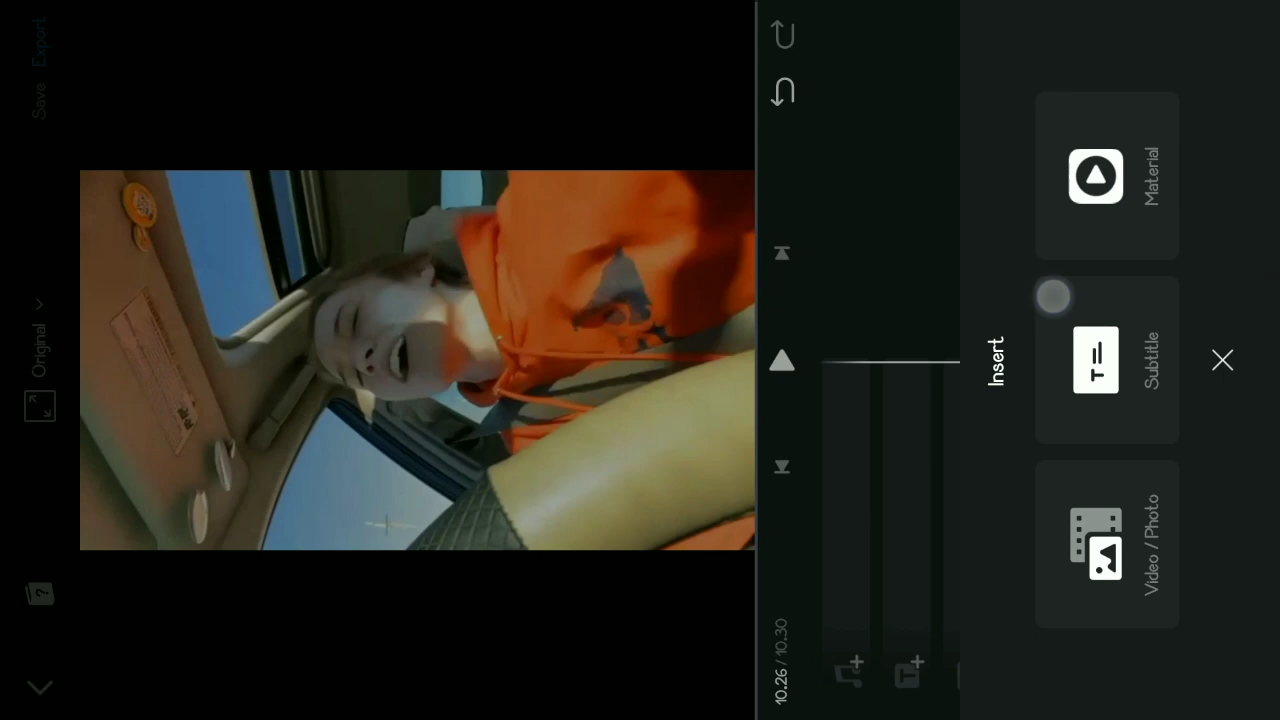 Original
Save
Export
10.26 / 10.30
Insert
Video / Photo
Subtitle
Material